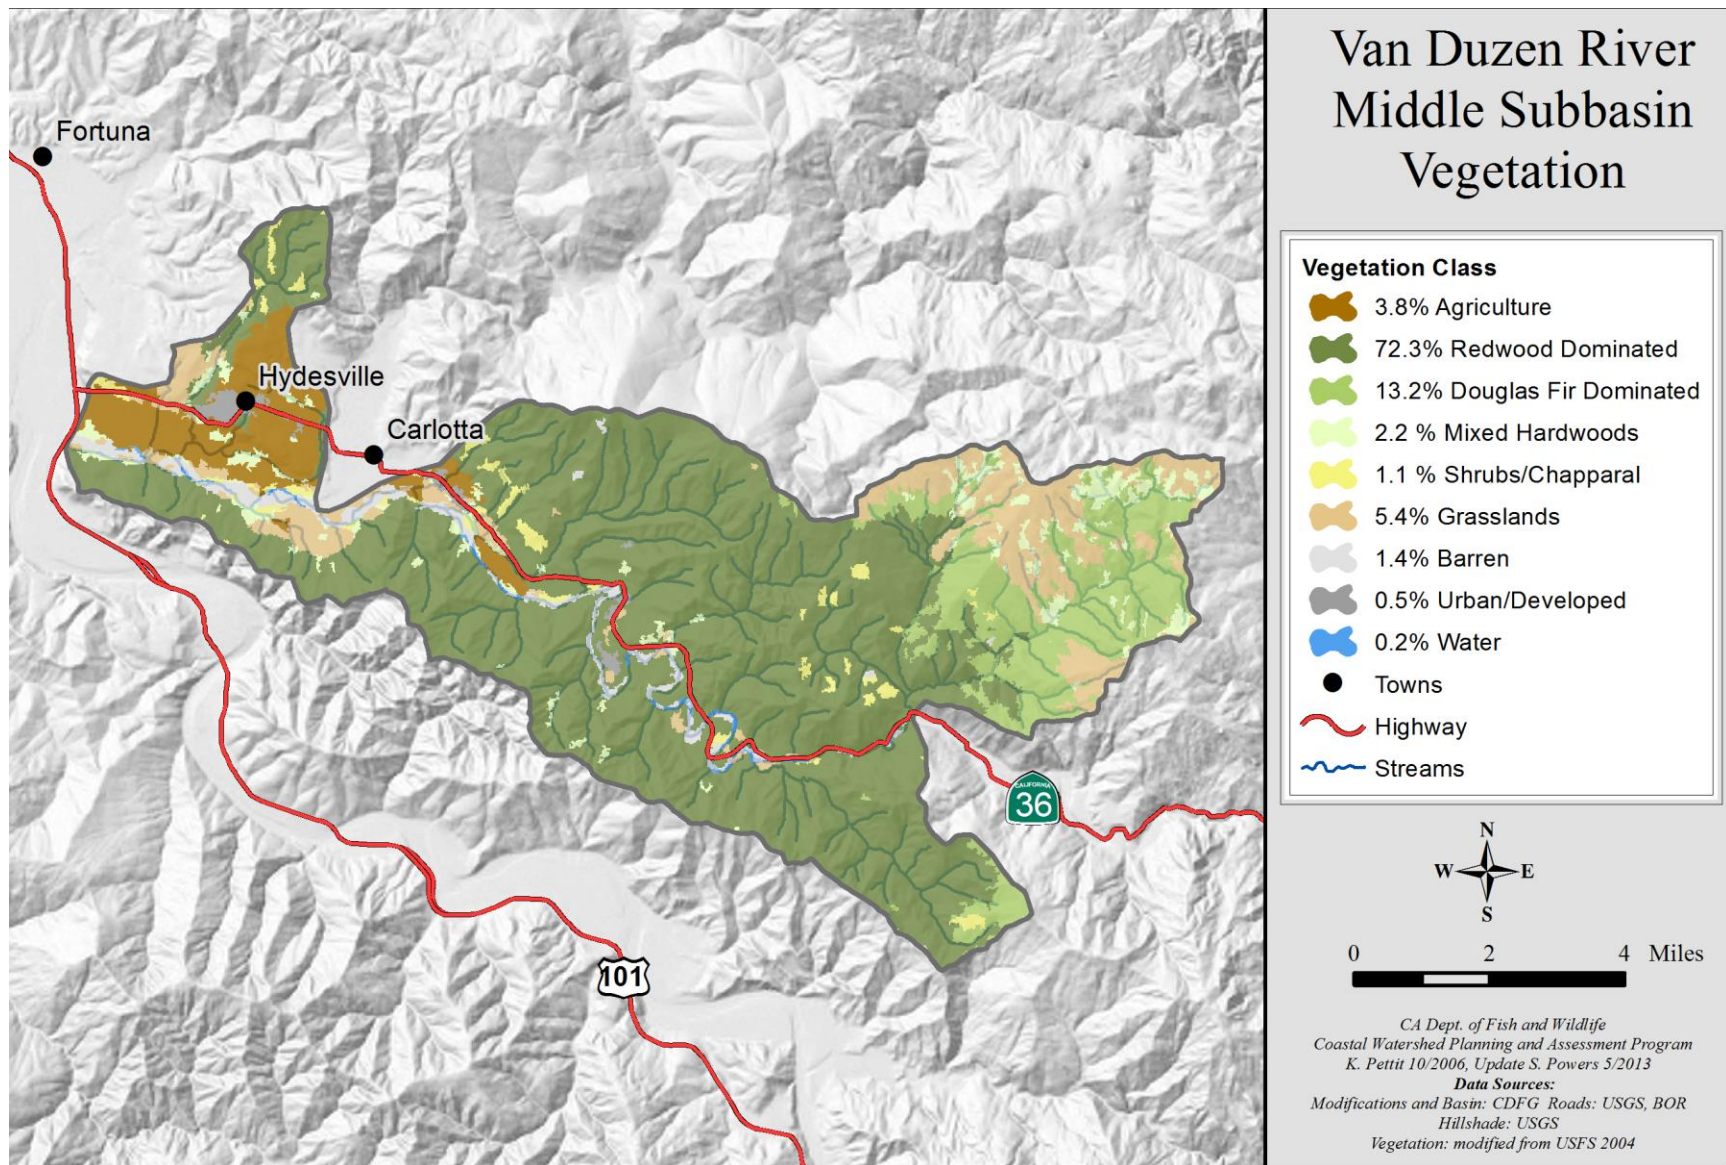 Van Duzen River
Middle Subbasin
Vegetation
Fortuna
Hydesville
Carlotta
CALIFORNIA
36
101
Vegetation Class
3.8% Agriculture
72.3% Redwood Dominated
13.2% Douglas Fir Dominated
2.2 % Mixed Hardwoods
1.1 % Shrubs/Chapparal
5.4% Grasslands
1.4% Barren
0.5% Urban/Developed
0.2% Water
Towns
Highway
Streams
N
W E
S
0 2 4 Miles
CA Dept. of Fish and Wildlife
Coastal Watershed Planning and Assessment Program
K. Pettit 10/2006, Update S. Powers 5/2013
Data Sources:
Modifications and Basin: CDFG Roads: USGS, BOR
Hillshade: USGS
Vegetation: modified from USFS 2004